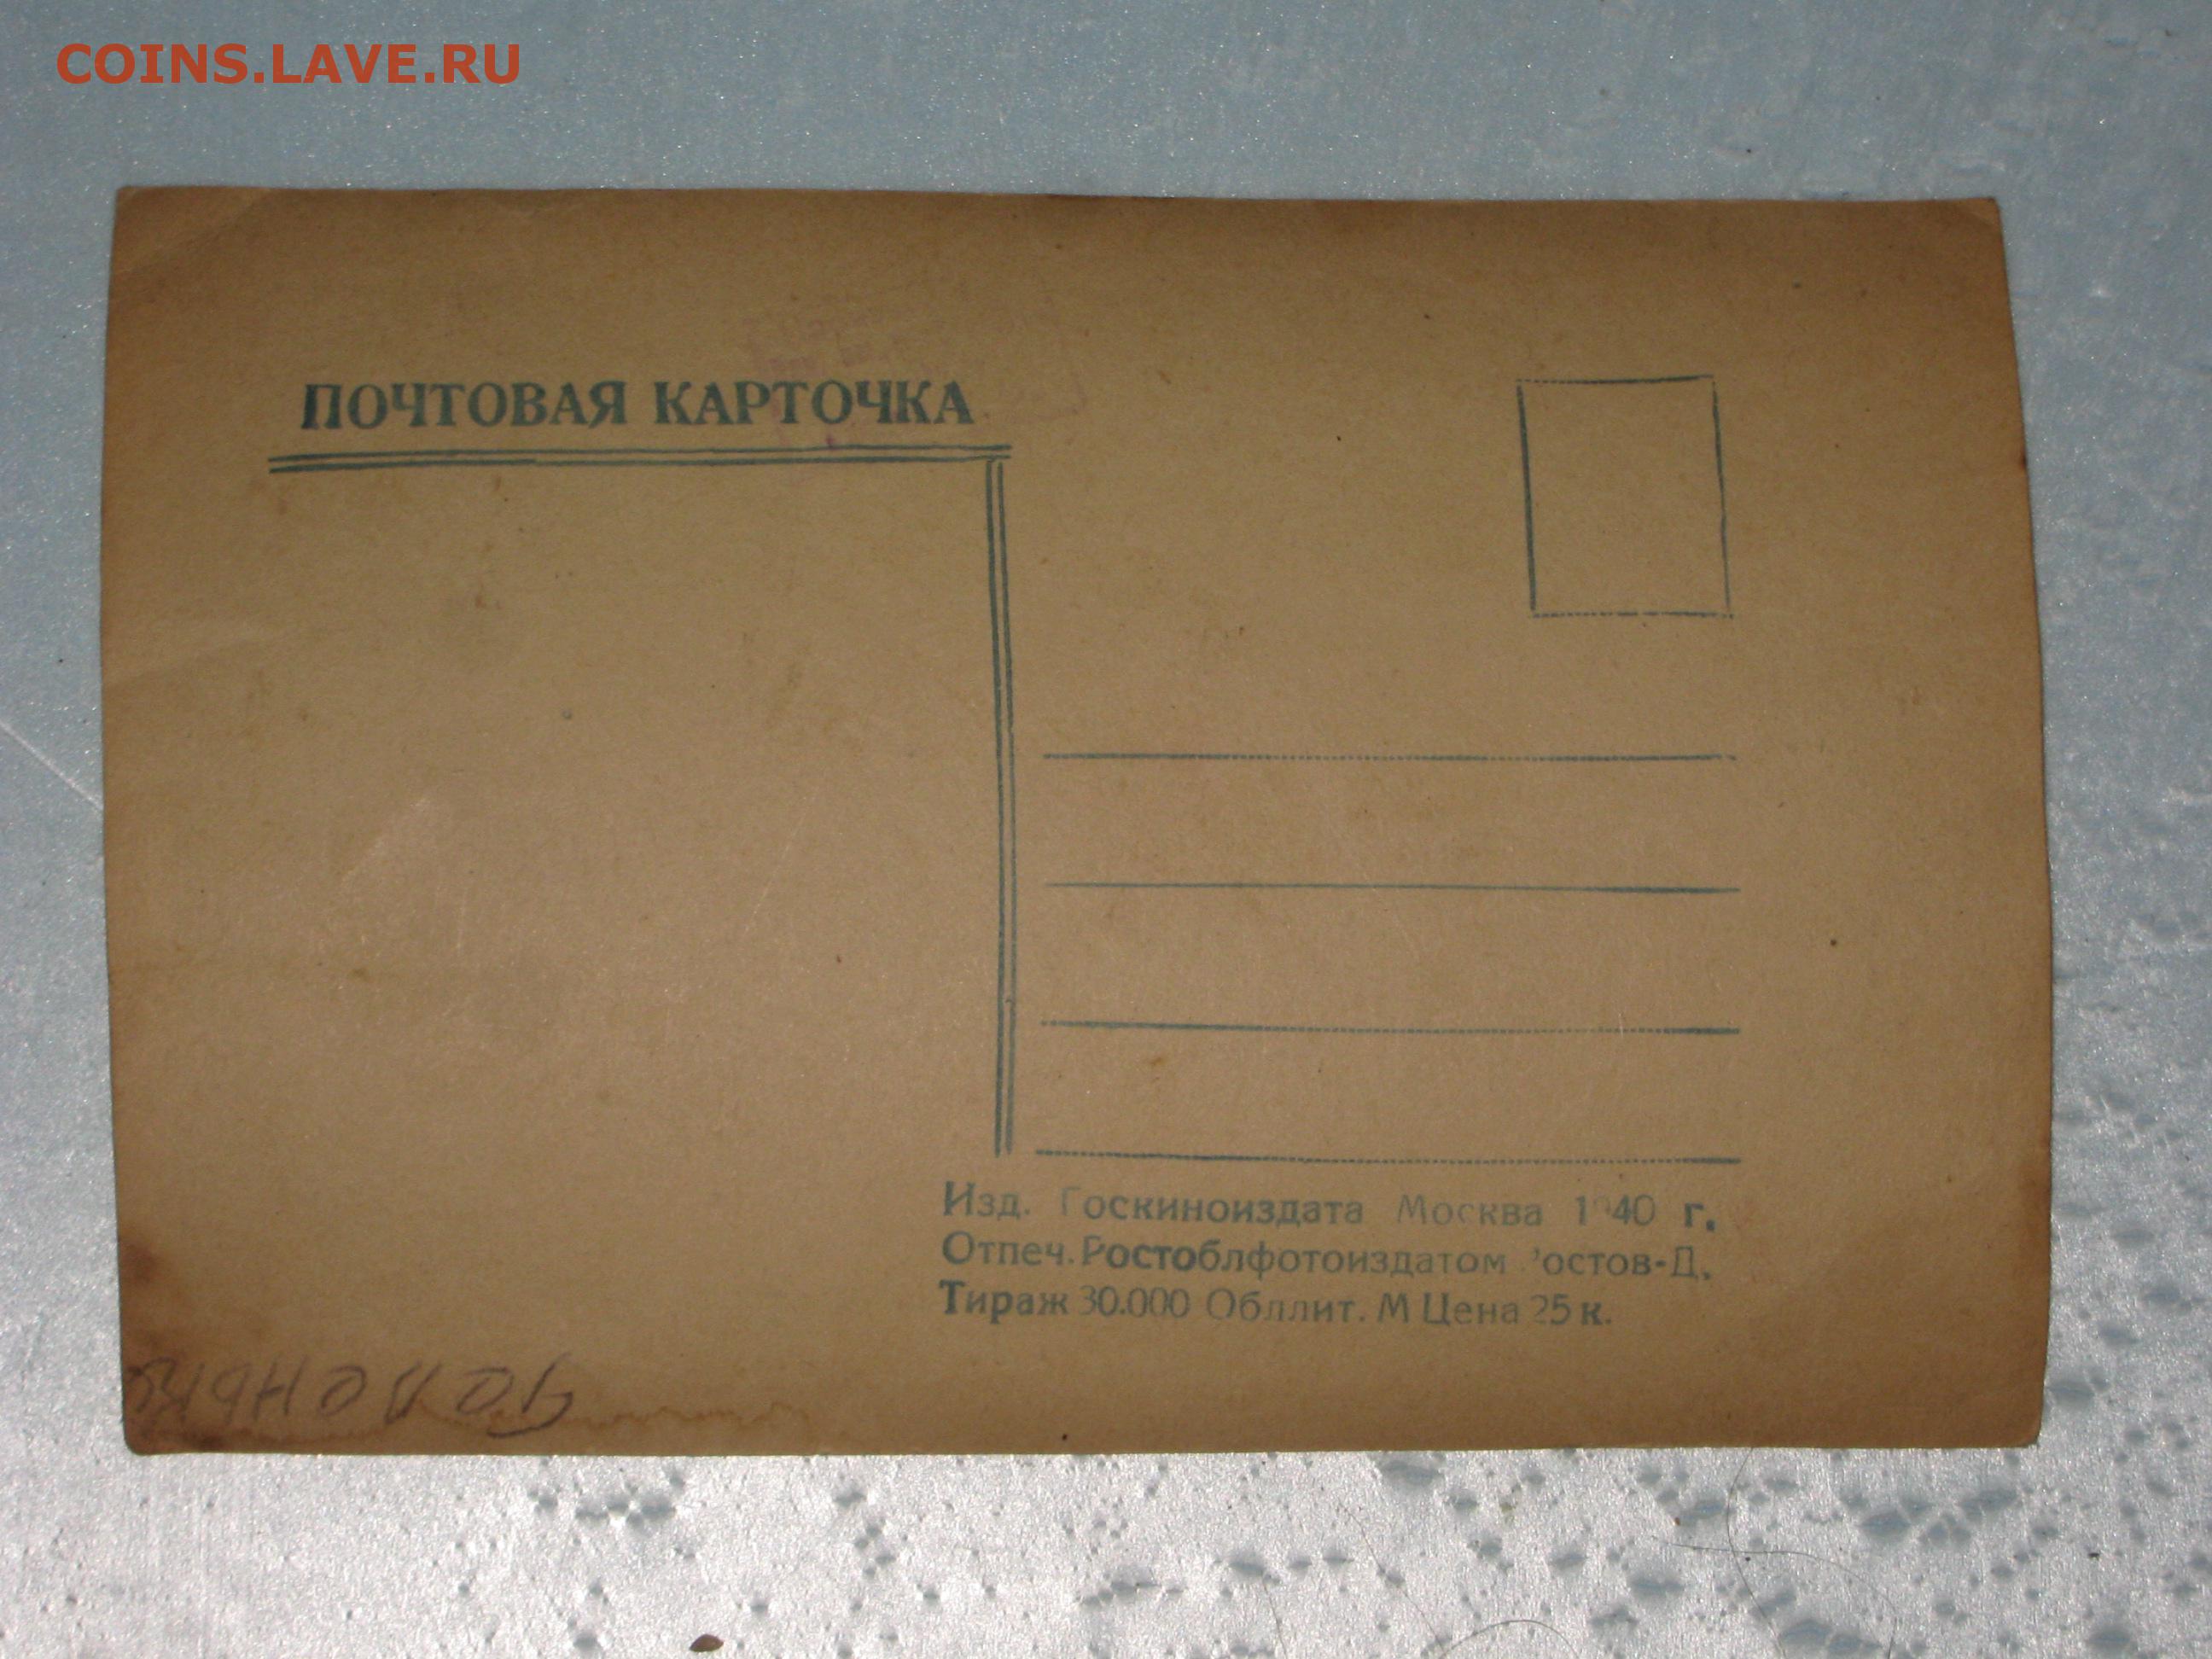 COINS.LAVE.RU
ПОЧТОВАЯ КАРТОЧКА
Изд. Госкиноиздата Москва 1940 г.
Отпеч. Ростоблфотоиздатом Ростов-Д.
Тираж 30.000 Обллит. М Цена 25 к.